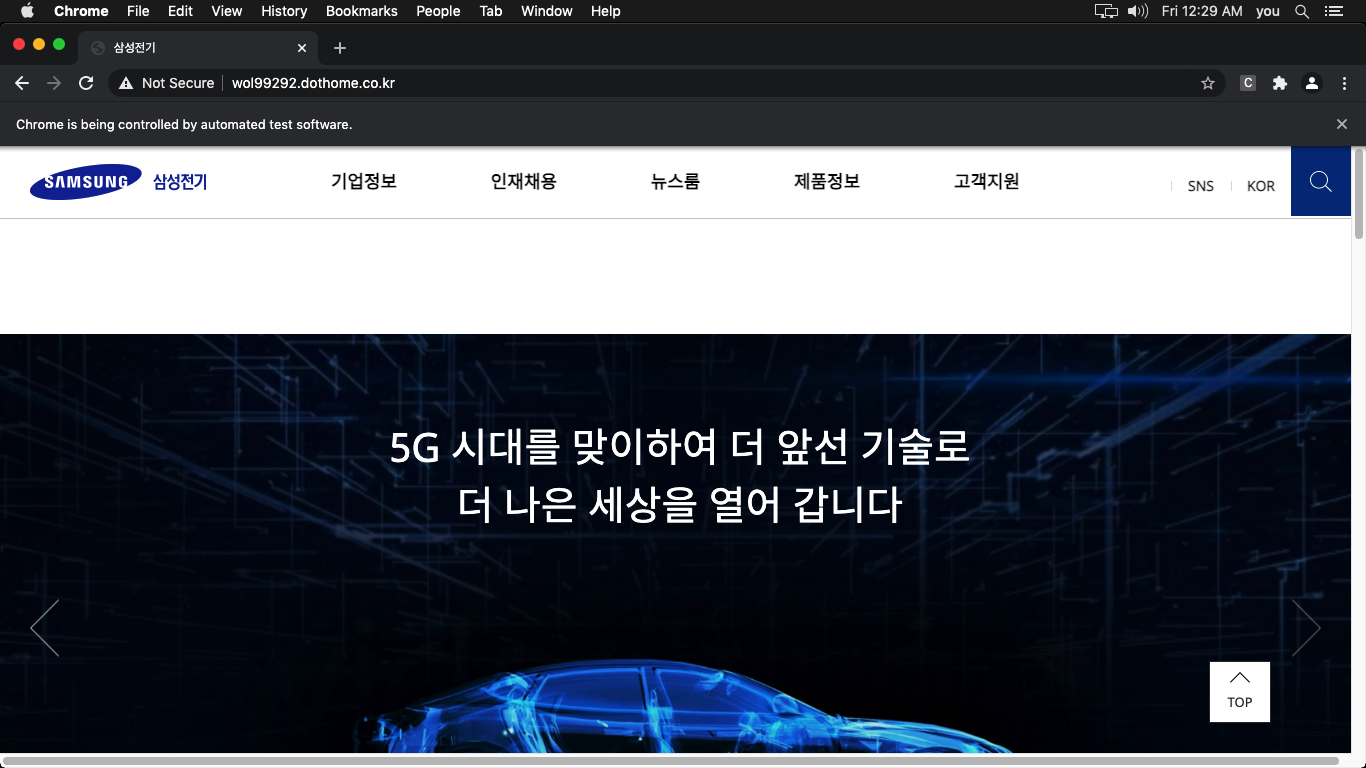 Chrome File Edit View History Bookmarks People Tab Window Help Fri 12:29 AM you
삼성전기
Not Secure wol99292.dothome.co.kr C
Chrome is being controlled by automated test software.
SAMSUNG 삼성전기 기업정보 인재채용 뉴스룸 제품정보 고객지원 SNS KOR
5G 시대를 맞이하여 더 앞선 기술로
더 나은 세상을 열어 갑니다
TOP